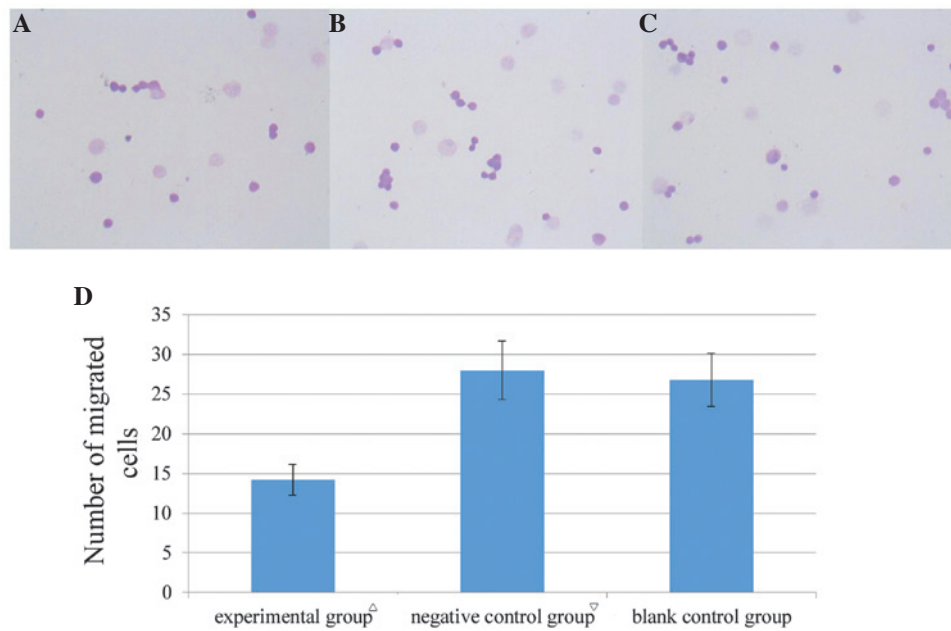 A
B
C
D
Number of migrated
cells
35
30
25
20
15
10
5
0
experimental group△
negative control group▽
blank control group